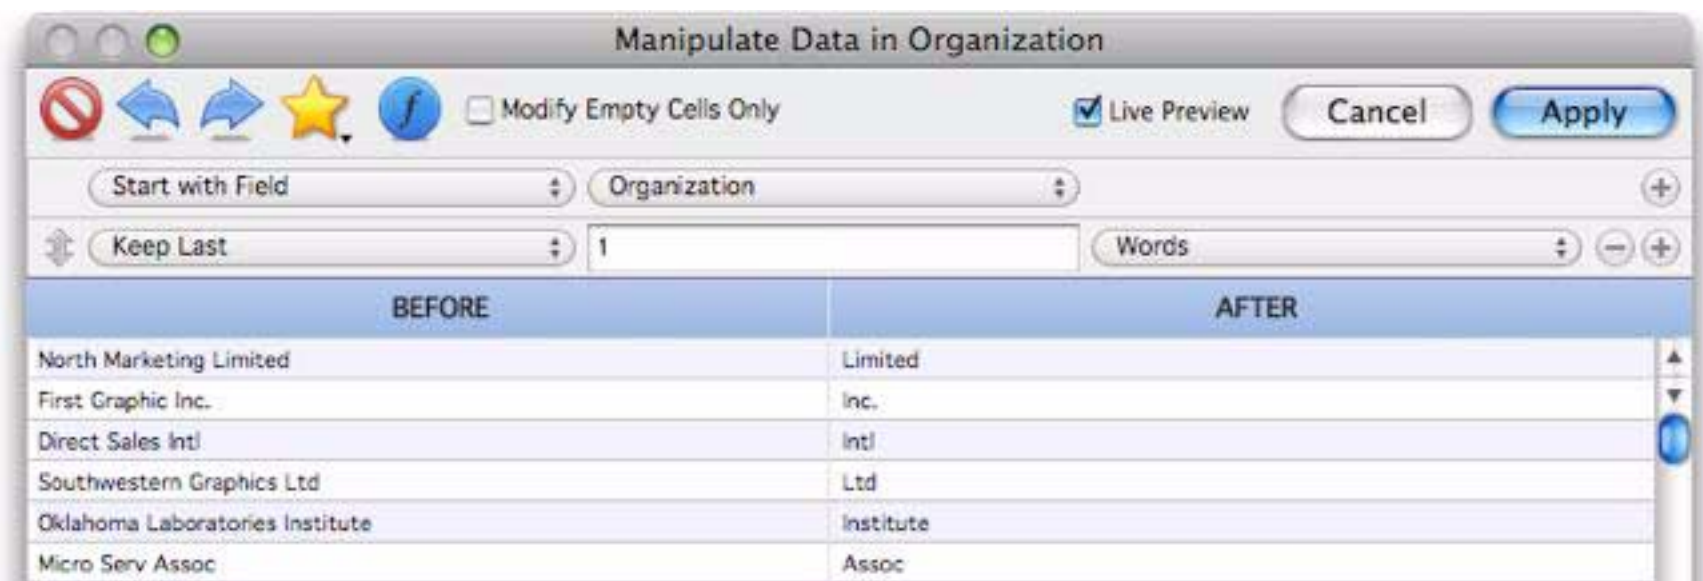 Manipulate Data in Organization
Modify Empty Cells Only Live Preview Cancel Apply
Start with Field Organization
Keep Last 1 Words
BEFORE AFTER
North Marketing Limited Limited
First Graphic Inc. Inc.
Direct Sales Intl Intl
Southwestern Graphics Ltd Ltd
Oklahoma Laboratories Institute Institute
Micro Serv Assoc Assoc